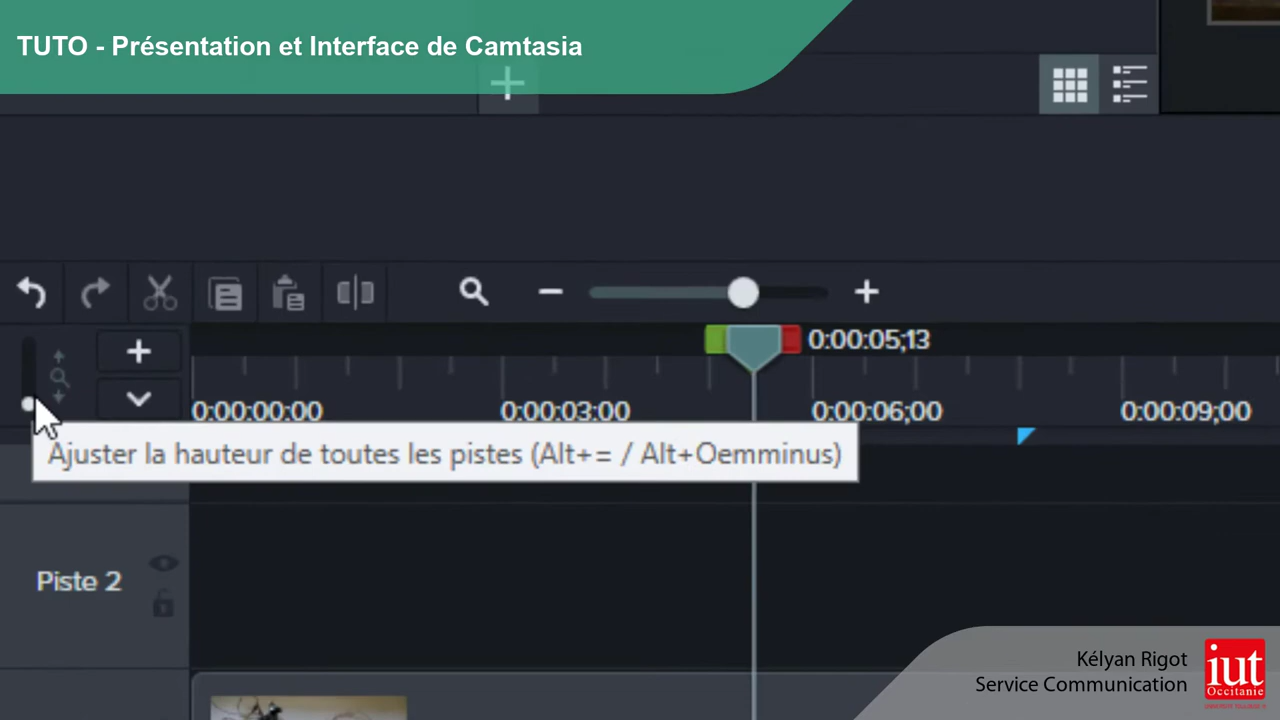 TUTO - Présentation et Interface de Camtasia
0:00:05;13
0:00:00;00
0:00:03;00
0:00:06;00
0:00:09;00
Ajuster la hauteur de toutes les pistes (Alt+= / Alt+Oemminus)
Piste 2
Kélyan Rigot
Service Communication
iut
Occitanie